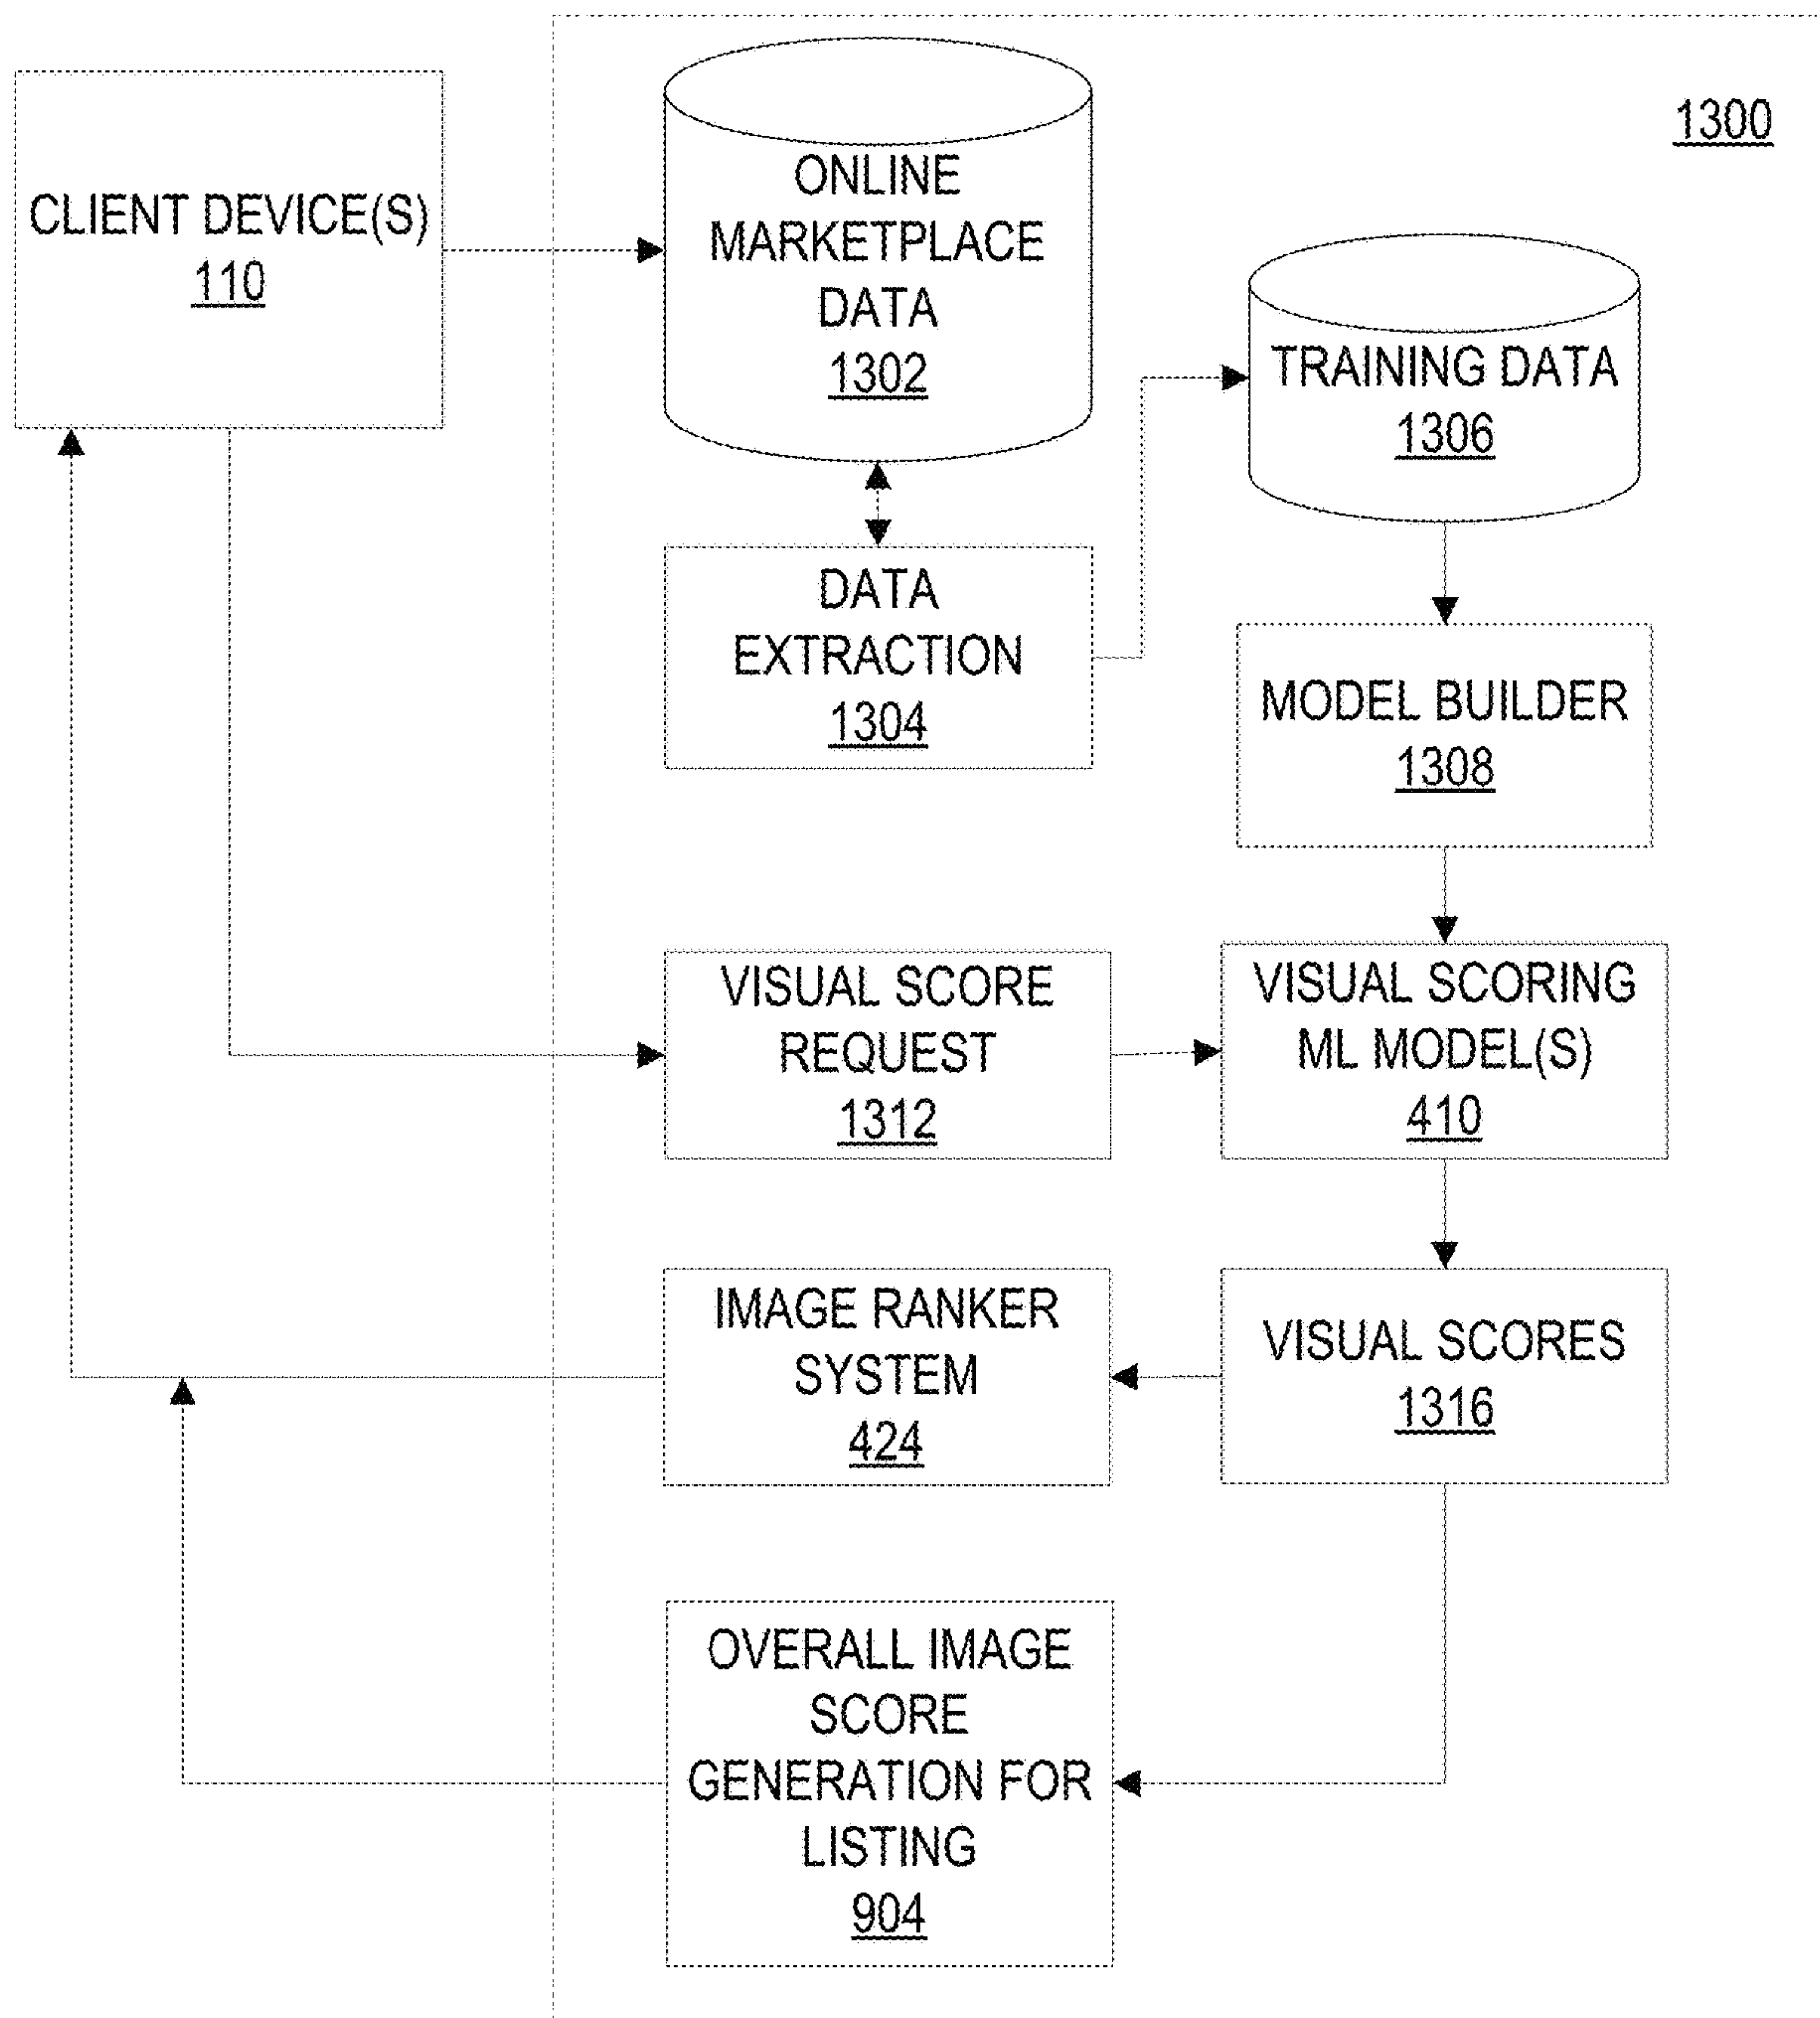 1300
CLIENT DEVICE(S)
110
ONLINE
MARKETPLACE
DATA
1302
TRAINING DATA
1306
DATA
EXTRACTION
1304
MODEL BUILDER
1308
VISUAL SCORE
REQUEST
1312
VISUAL SCORING
ML MODEL(S)
410
IMAGE RANKER
SYSTEM
424
VISUAL SCORES
1316
OVERALL IMAGE
SCORE
GENERATION FOR
LISTING
904